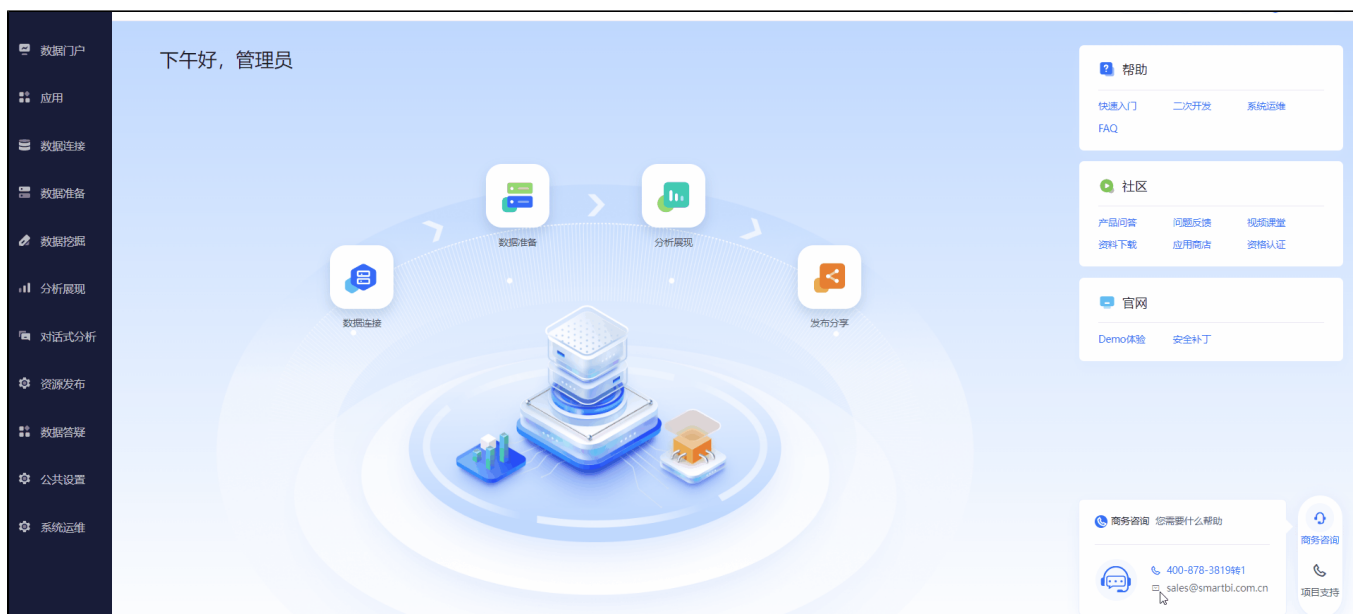 数据门户
应用
数据连接
数据准备
数据挖掘
分析展现
对话式分析
资源发布
数据答疑
公共设置
系统运维
下午好，管理员
数据连接
数据准备
分析展现
发布分享
帮助
快速入门 二次开发 系统运维
FAQ
社区
产品问答 问题反馈 视频课堂
资料下载 应用商店 资格认证
官网
Demo体验 安全补丁
商务咨询 您需要什么帮助
400-878-3819转1
sales@smartbi.com.cn
商务咨询
项目支持